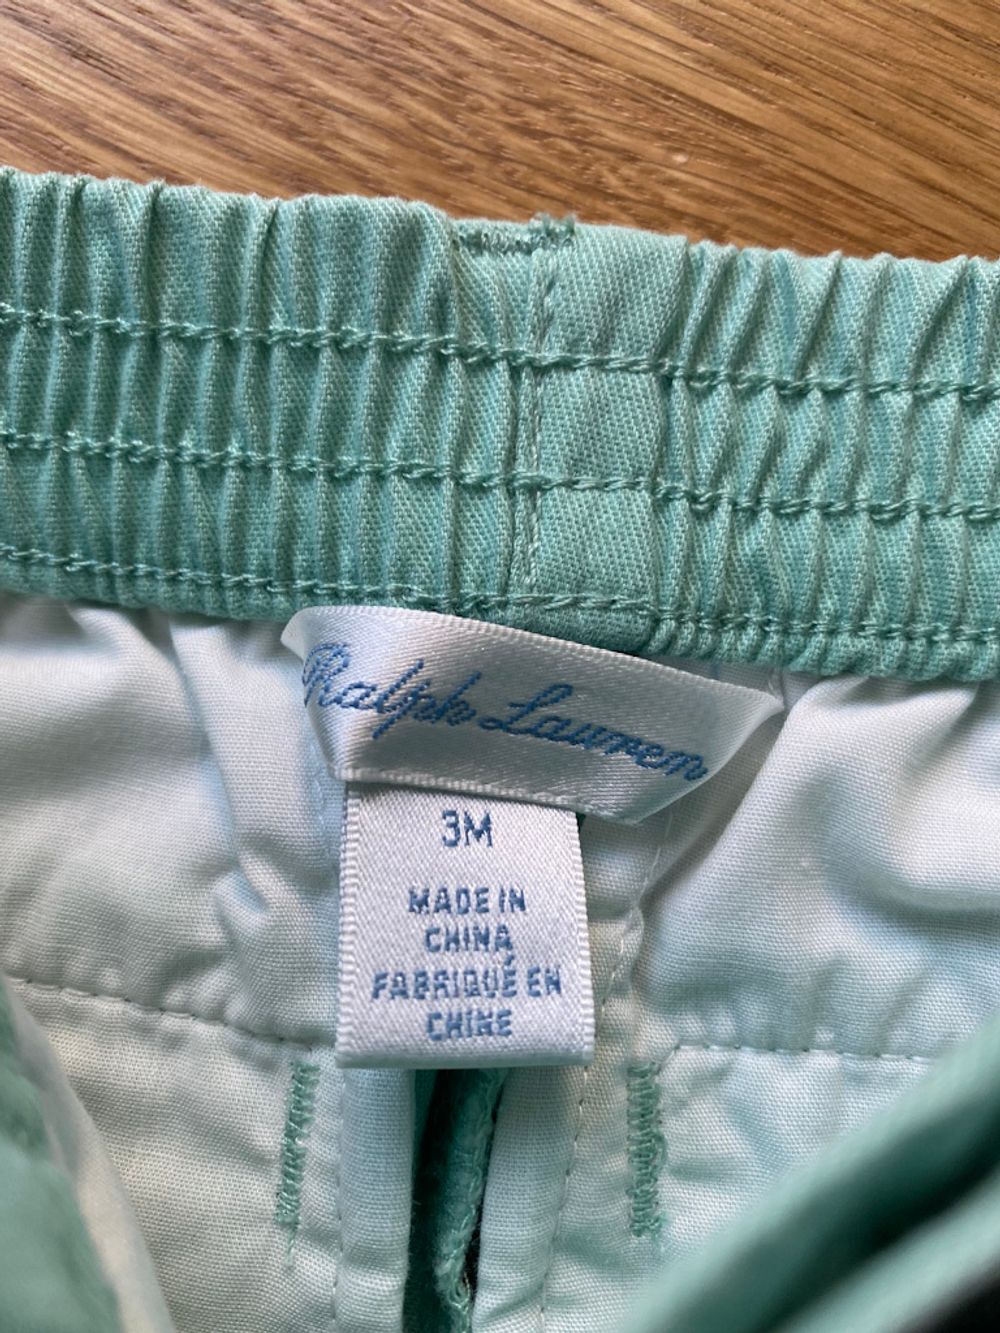 Ralph Lauren
3M
MADE IN
CHINA
FABRIQUÉ EN
CHINE